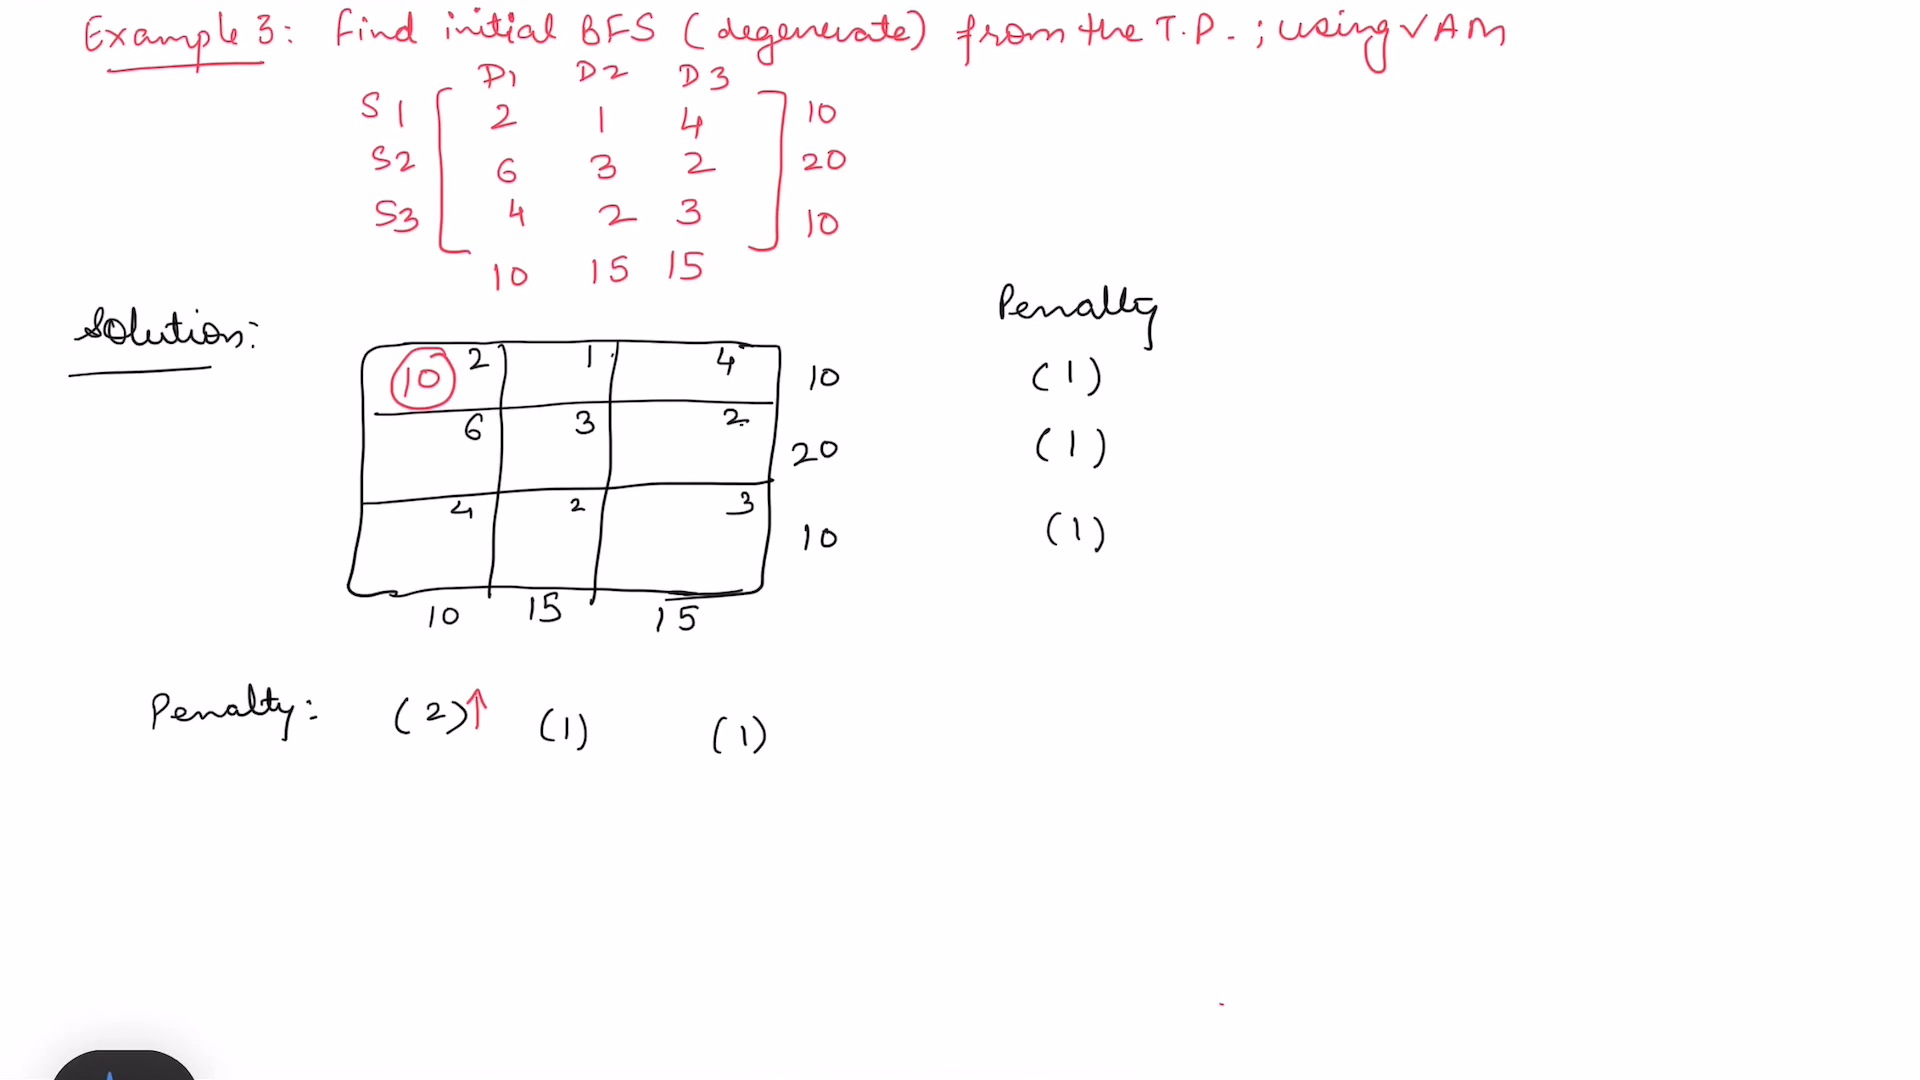 Example 3: Find initial BFS (degenerate) from the T.P. ; using VAM
D1 D2 D3
S1 2 1 4 10
S2 6 3 2 20
S3 4 2 3 10
10 15 15
Solution:
Penalty
10 2 1 4 10 (1)
6 3 2 20 (1)
4 2 3 10 (1)
10 15 15
Penalty: (2)↑ (1) (1)